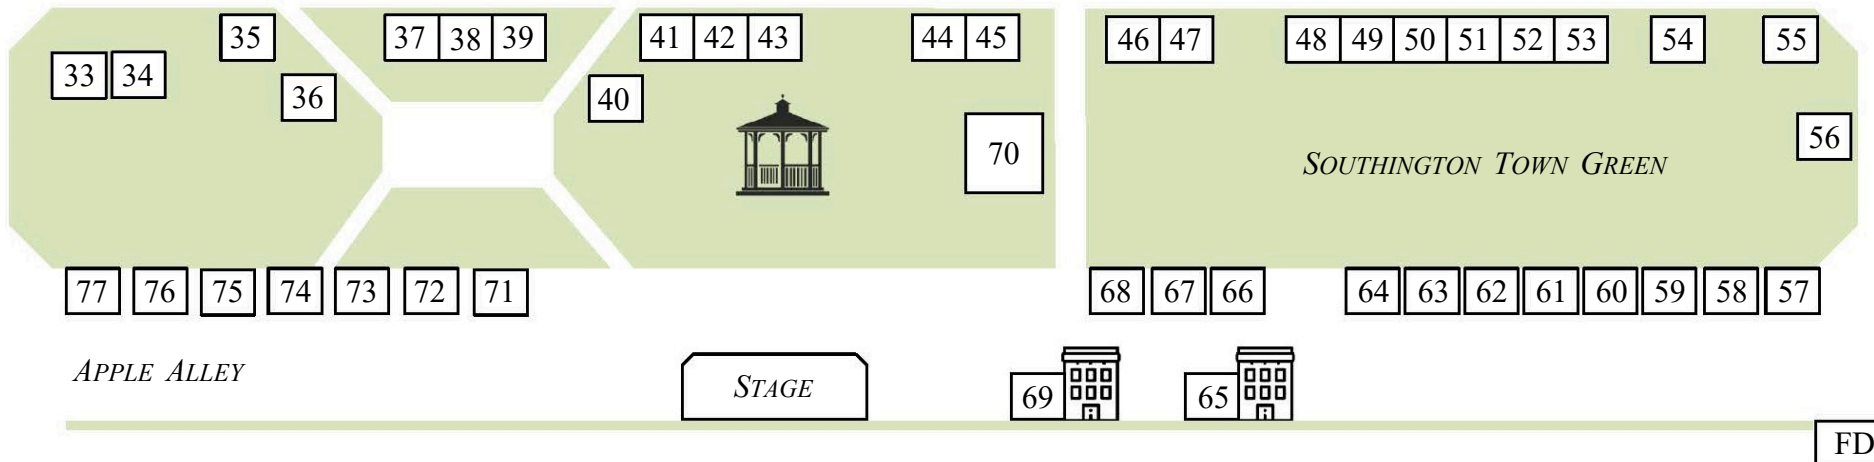 35 37 38 39 41 42 43 44 45 46 47 48 49 50 51 52 53 54 55
33 34 36 40 70 56
SOUTHINGTON TOWN GREEN
77 76 75 74 73 72 71 68 67 66 64 63 62 61 60 59 58 57
APPLE ALLEY
STAGE
69 65
FD